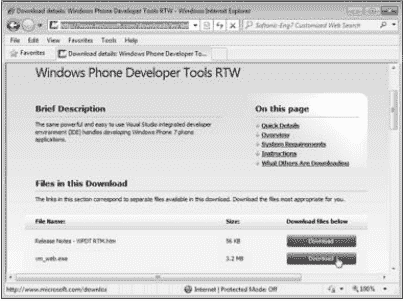 Download details: Windows Phone Developer Tools RTW - Windows Internet Explorer
Softonic-Eng7 Customized Web Search
File Edit View Favorites Tools Help
Favorites Download details: Windows Phone Developer To...
Windows Phone Developer Tools RTW
Brief Description
The same powerful and easy to use Visual Studio integrated developer
environment (IDE) handles developing Windows Phone 7 phone
applications.
On this page
Quick Details
Overview
System Requirements
Instructions
What Others Are Downloading
Files in this Download
The links in this section correspond to separate files available in this download. Download the files most appropriate for you.
File Name: Size: Download files below
Release Notes - WPDT RTM.htm 56 KB Download
vm_web.exe 3.2 MB Download
http://www.microsoft.com/downloa Internet | Protected Mode: Off 100%